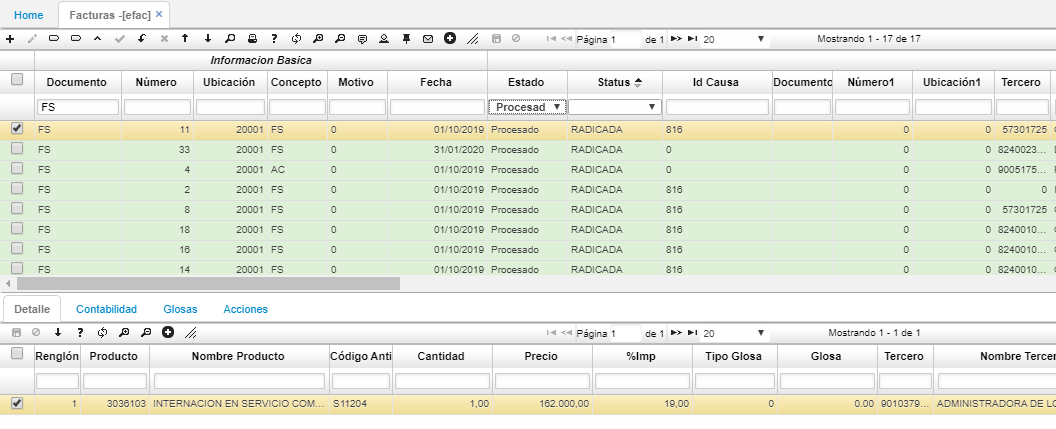 Home Facturas -[efac] ×
Página 1 de 1 20 Mostrando 1 - 17 de 17
Informacion Basica
Documento Número Ubicación Concepto Motivo Fecha Estado Status Id Causa Documento Número1 Ubicación1 Tercero
FS Procesad
FS 11 20001 FS 0 01/10/2019 Procesado RADICADA 816 0 0 57301725
FS 33 20001 FS 0 31/01/2020 Procesado RADICADA 0 0 0 8240023...
FS 4 20001 AC 0 01/10/2019 Procesado RADICADA 0 0 0 9005175...
FS 2 20001 FS 0 01/10/2019 Procesado RADICADA 816 0 0 0
FS 8 20001 FS 0 01/10/2019 Procesado RADICADA 816 0 0 57301725
FS 18 20001 FS 0 01/10/2019 Procesado RADICADA 816 0 0 8240010...
FS 16 20001 FS 0 01/10/2019 Procesado RADICADA 816 0 0 8240010...
FS 14 20001 FS 0 01/10/2019 Procesado RADICADA 816 0 0 8240010...
Detalle Contabilidad Glosas Acciones
Página 1 de 1 20 Mostrando 1 - 1 de 1
Renglón Producto Nombre Producto Código Anti Cantidad Precio %Imp Tipo Glosa Glosa Tercero Nombre Tercer
1 3036103 INTERNACION EN SERVICIO COM... S11204 1,00 162.000,00 19,00 0 0.00 9010379... ADMINISTRADORA DE LO